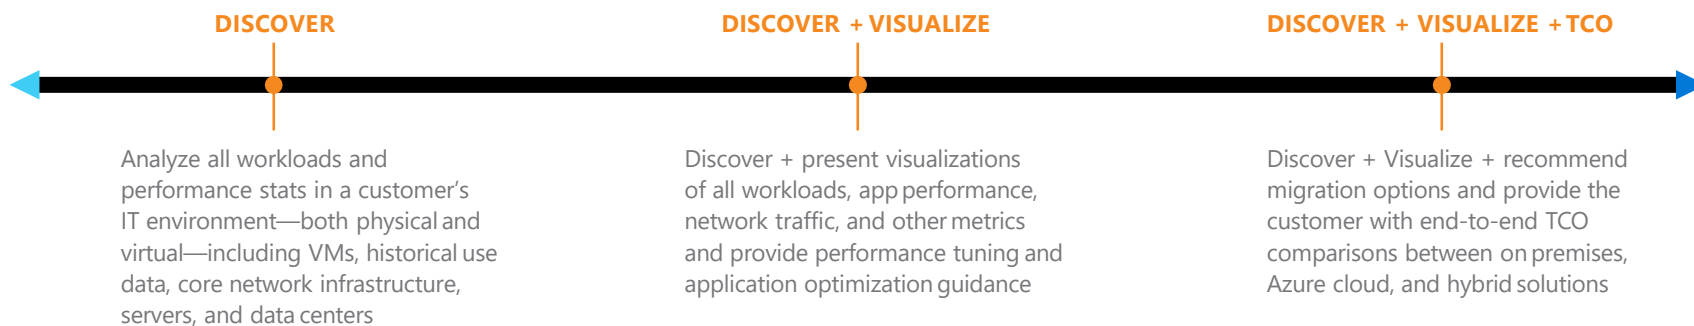 DISCOVER
Analyze all workloads and
performance stats in a customer's
IT environment—both physical and
virtual—including VMs, historical use
data, core network infrastructure,
servers, and data centers
DISCOVER + VISUALIZE
Discover + present visualizations
of all workloads, app performance,
network traffic, and other metrics
and provide performance tuning and
application optimization guidance
DISCOVER + VISUALIZE + TCO
Discover + Visualize + recommend
migration options and provide the
customer with end-to-end TCO
comparisons between on premises,
Azure cloud, and hybrid solutions